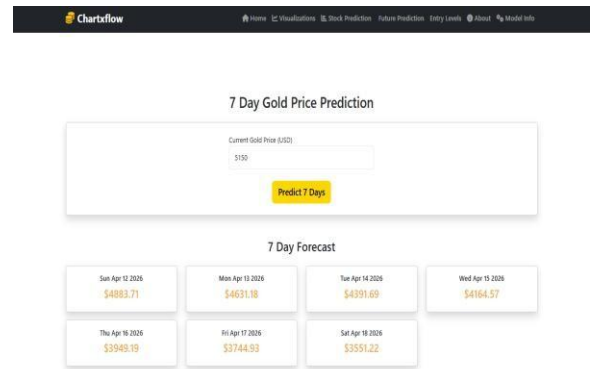 Chartxflow Home Visualizations Stock Prediction Future Prediction Entry Levels About Model Info
7 Day Gold Price Prediction
Current Gold Price (USD)
5150
Predict 7 Days
7 Day Forecast
Sun Apr 12 2026 Mon Apr 13 2026 Tue Apr 14 2026 Wed Apr 15 2026
$4883.71 $4631.18 $4391.69 $4164.57
Thu Apr 16 2026 Fri Apr 17 2026 Sat Apr 18 2026
$3949.19 $3744.93 $3551.22